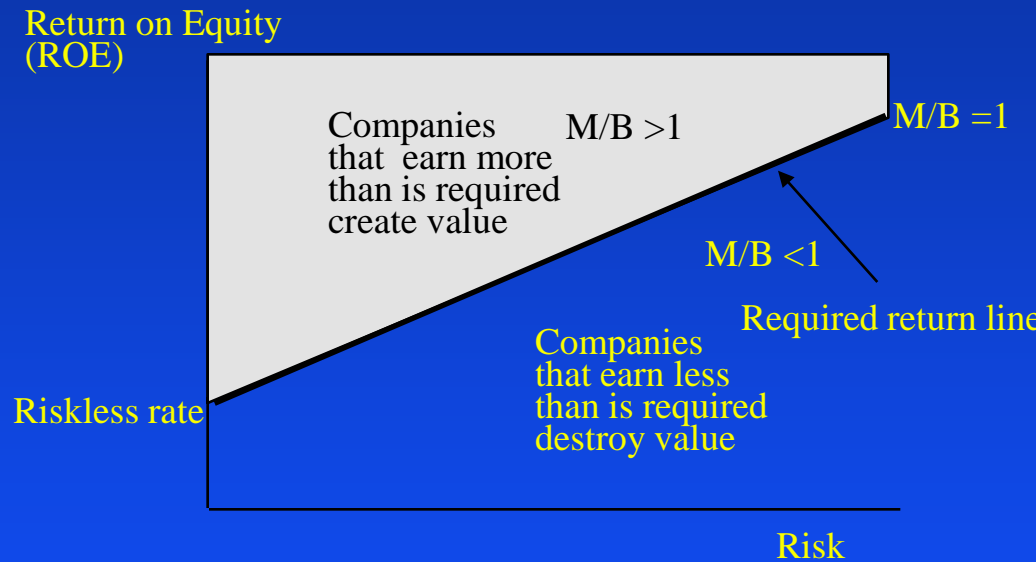 Return on Equity
(ROE)
Companies
that earn more
than is required
create value
M/B >1
M/B =1
M/B <1
Required return line
Companies
that earn less
than is required
destroy value
Riskless rate
Risk